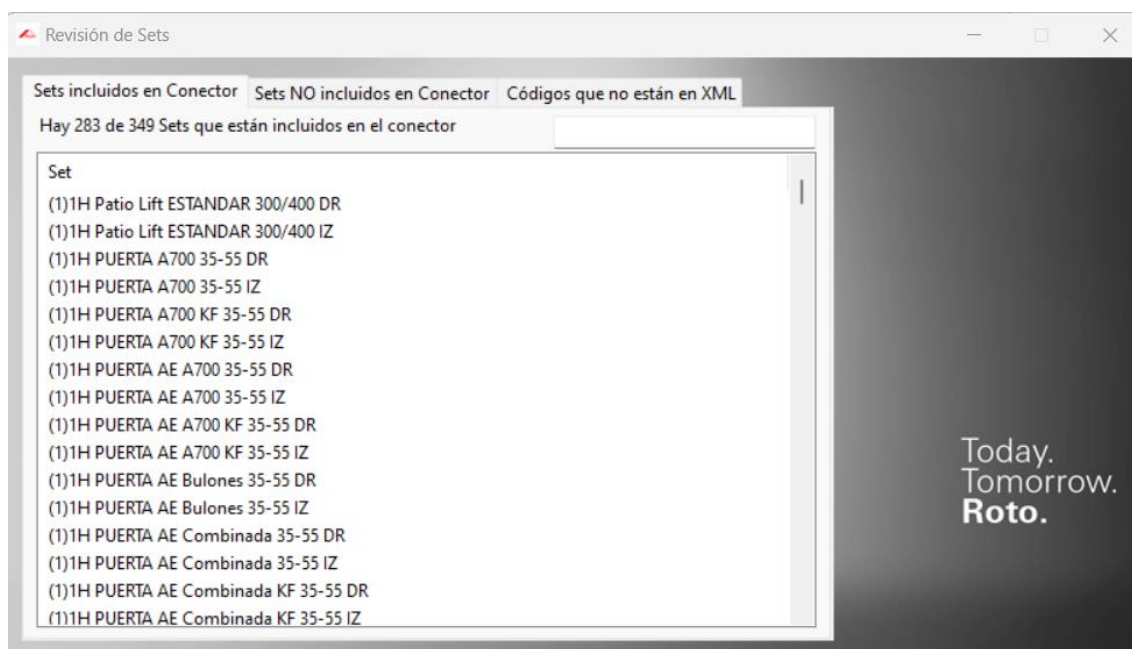 Revisión de Sets
Sets incluidos en Conector Sets NO incluidos en Conector Códigos que no están en XML
Hay 283 de 349 Sets que están incluidos en el conector
Set
(1)1H Patio Lift ESTANDAR 300/400 DR
(1)1H Patio Lift ESTANDAR 300/400 IZ
(1)1H PUERTA A700 35-55 DR
(1)1H PUERTA A700 35-55 IZ
(1)1H PUERTA A700 KF 35-55 DR
(1)1H PUERTA A700 KF 35-55 IZ
(1)1H PUERTA AE A700 35-55 DR
(1)1H PUERTA AE A700 35-55 IZ
(1)1H PUERTA AE A700 KF 35-55 DR
(1)1H PUERTA AE A700 KF 35-55 IZ
(1)1H PUERTA AE Bulones 35-55 DR
(1)1H PUERTA AE Bulones 35-55 IZ
(1)1H PUERTA AE Combinada 35-55 DR
(1)1H PUERTA AE Combinada 35-55 IZ
(1)1H PUERTA AE Combinada KF 35-55 DR
(1)1H PUERTA AE Combinada KF 35-55 IZ
Today.
Tomorrow.
Roto.